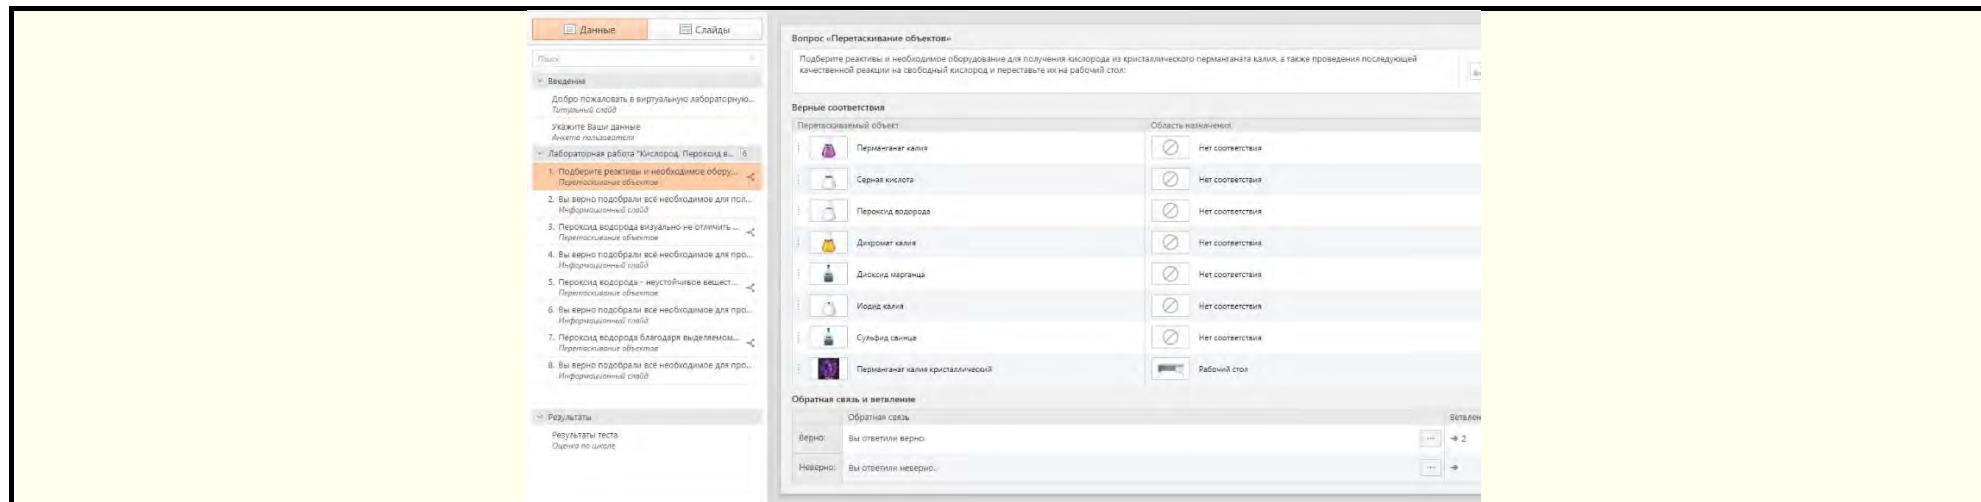 Данные
Слайды
Поиск
Введение
Добро пожаловать в виртуальную лабораторную...
Титульный слайд
Укажите Ваши данные
Анкета пользователя
Лабораторная работа "Кислород. Пероксид в... 6
1. Подберите реактивы и необходимое обору...
Перетаскивание объектов
2. Вы верно подобрали всё необходимое для пол...
Информационный слайд
3. Пероксид водорода визуально не отличить ...
Перетаскивание объектов
4. Вы верно подобрали всё необходимое для про...
Информационный слайд
5. Пероксид водорода - неустойчивое вещест...
Перетаскивание объектов
6. Вы верно подобрали всё необходимое для про...
Информационный слайд
7. Пероксид водорода благодаря выделяемом...
Перетаскивание объектов
8. Вы верно подобрали всё необходимое для про...
Информационный слайд
Результаты
Результаты теста
Оценка по шкале
Вопрос «Перетаскивание объектов»
Подберите реактивы и необходимое оборудование для получения кислорода из кристаллического перманганата калия, а также проведения последующей
качественной реакции на свободный кислород и переставьте их на рабочий стол:
Верные соответствия
Перетаскиваемый объект Область назначения
Перманганат калия Нет соответствия
Серная кислота Нет соответствия
Пероксид водорода Нет соответствия
Дихромат калия Нет соответствия
Диоксид марганца Нет соответствия
Иодид калия Нет соответствия
Сульфид свинца Нет соответствия
Перманганат калия кристаллический Рабочий стол
Обратная связь и ветвление
Обратная связь Ветвлен
Верно: Вы ответили верно. ... 2
Неверно: Вы ответили неверно. ...